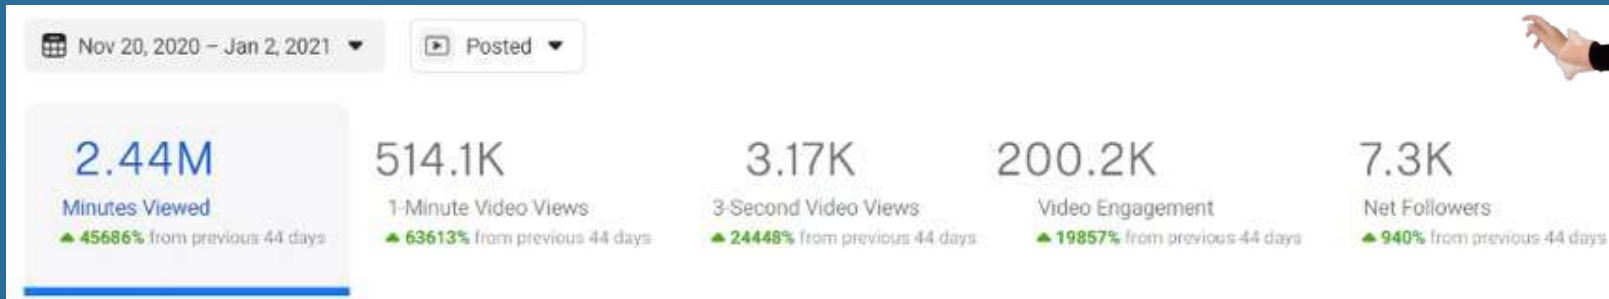 Nov 20, 2020 – Jan 2, 2021 Posted
2.44M 514.1K 3.17K 200.2K 7.3K
Minutes Viewed 1-Minute Video Views 3-Second Video Views Video Engagement Net Followers
45686% from previous 44 days 63613% from previous 44 days 24448% from previous 44 days 19857% from previous 44 days 940% from previous 44 days